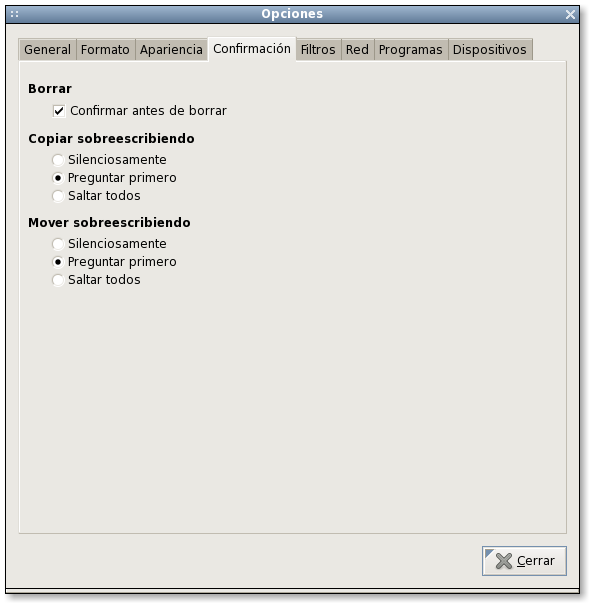 Opciones
General Formato Apariencia Confirmación Filtros Red Programas Dispositivos
Borrar
Confirmar antes de borrar
Copiar sobreescribiendo
Silenciosamente
Preguntar primero
Saltar todos
Mover sobreescribiendo
Silenciosamente
Preguntar primero
Saltar todos
Cerrar